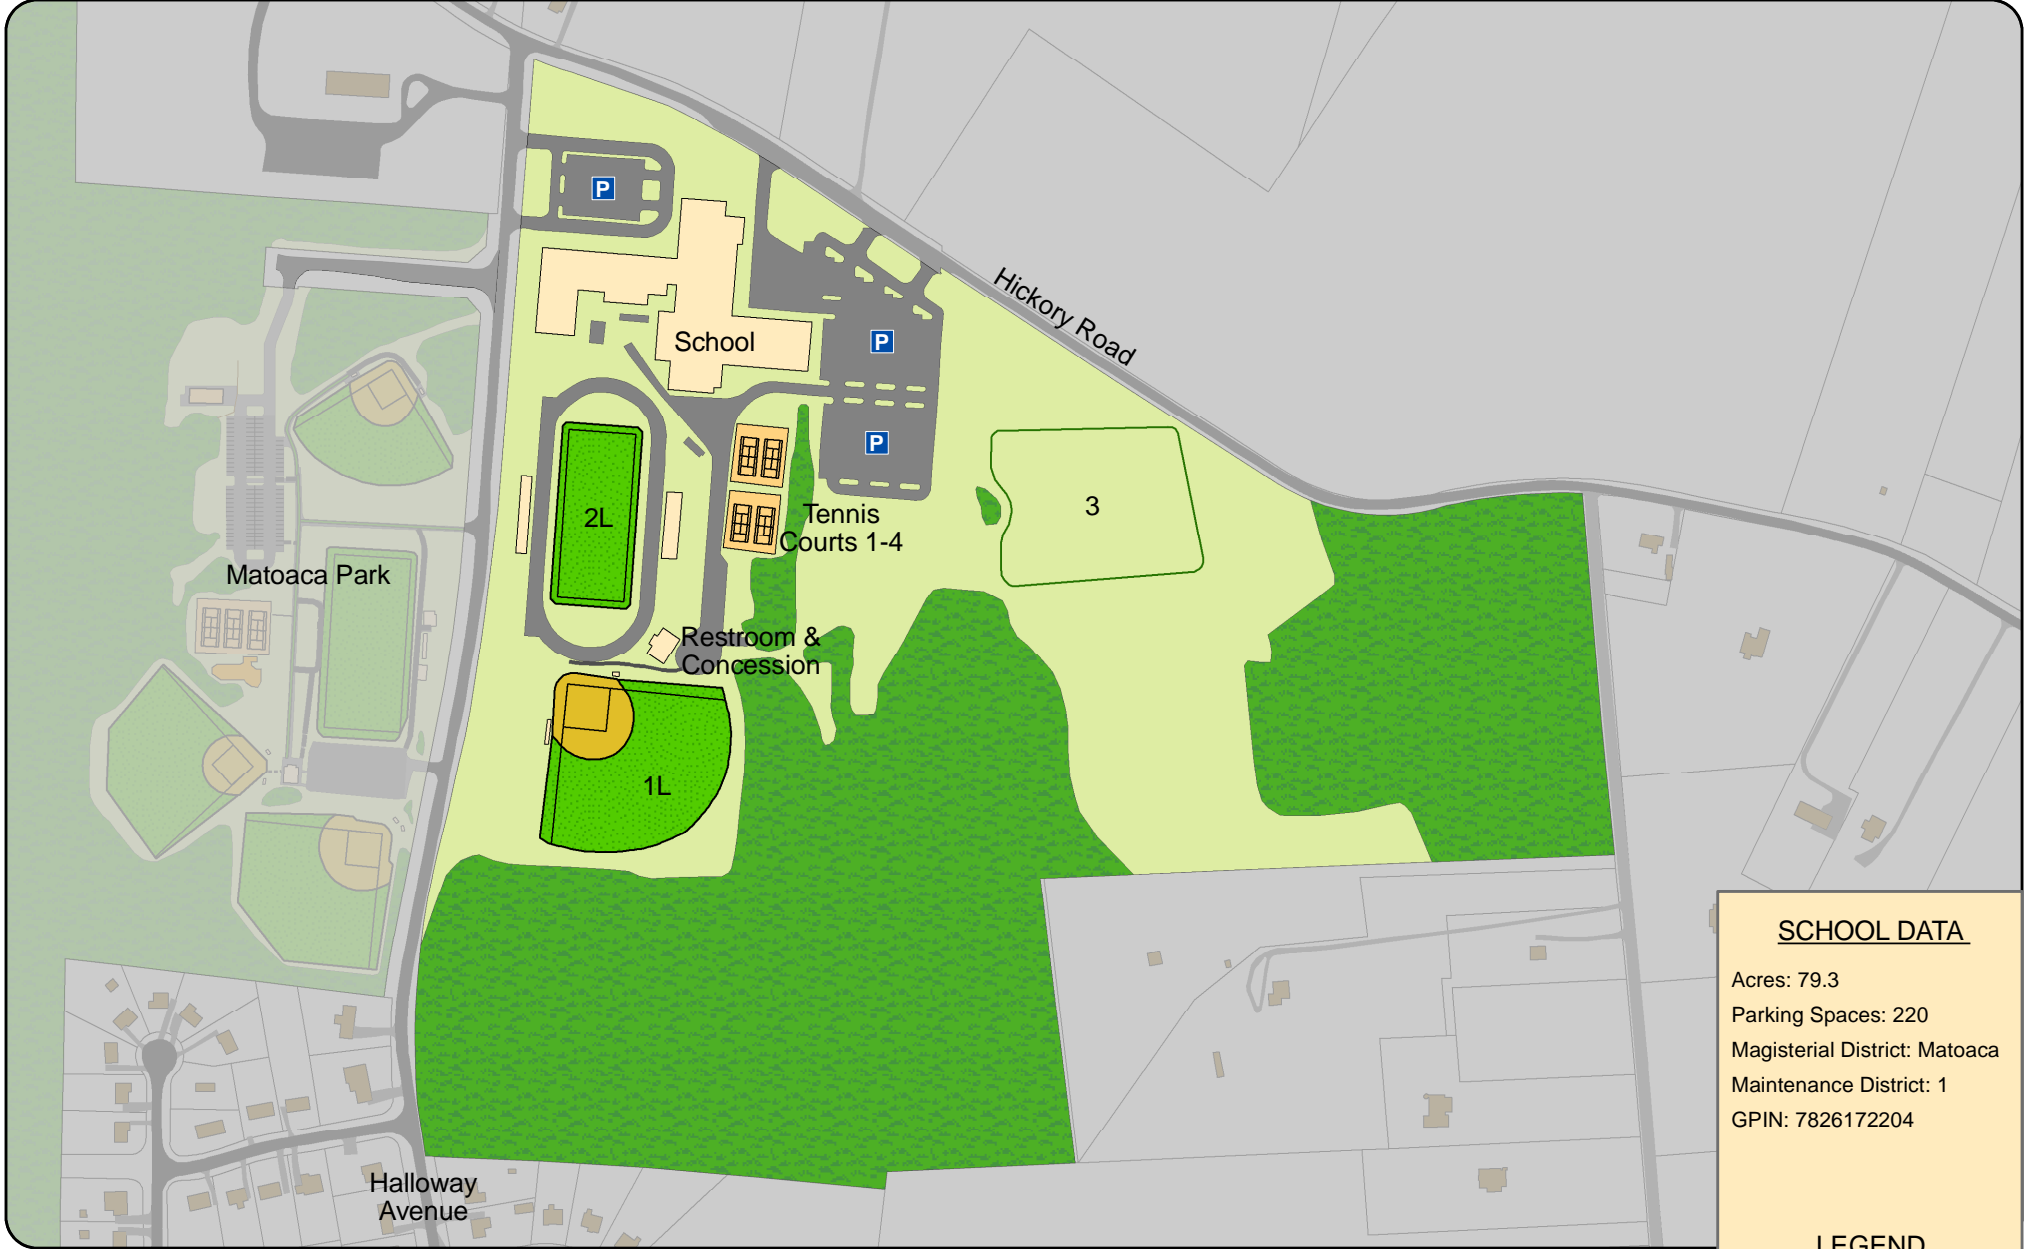 P
Hickory Road
School
P
P
2L
3
Tennis
Courts 1-4
Matoaca Park
Restroom &
Concession
1L
Halloway
Avenue
SCHOOL DATA
Acres: 79.3
Parking Spaces: 220
Magisterial District: Matoaca
Maintenance District: 1
GPIN: 7826172204
LEGEND